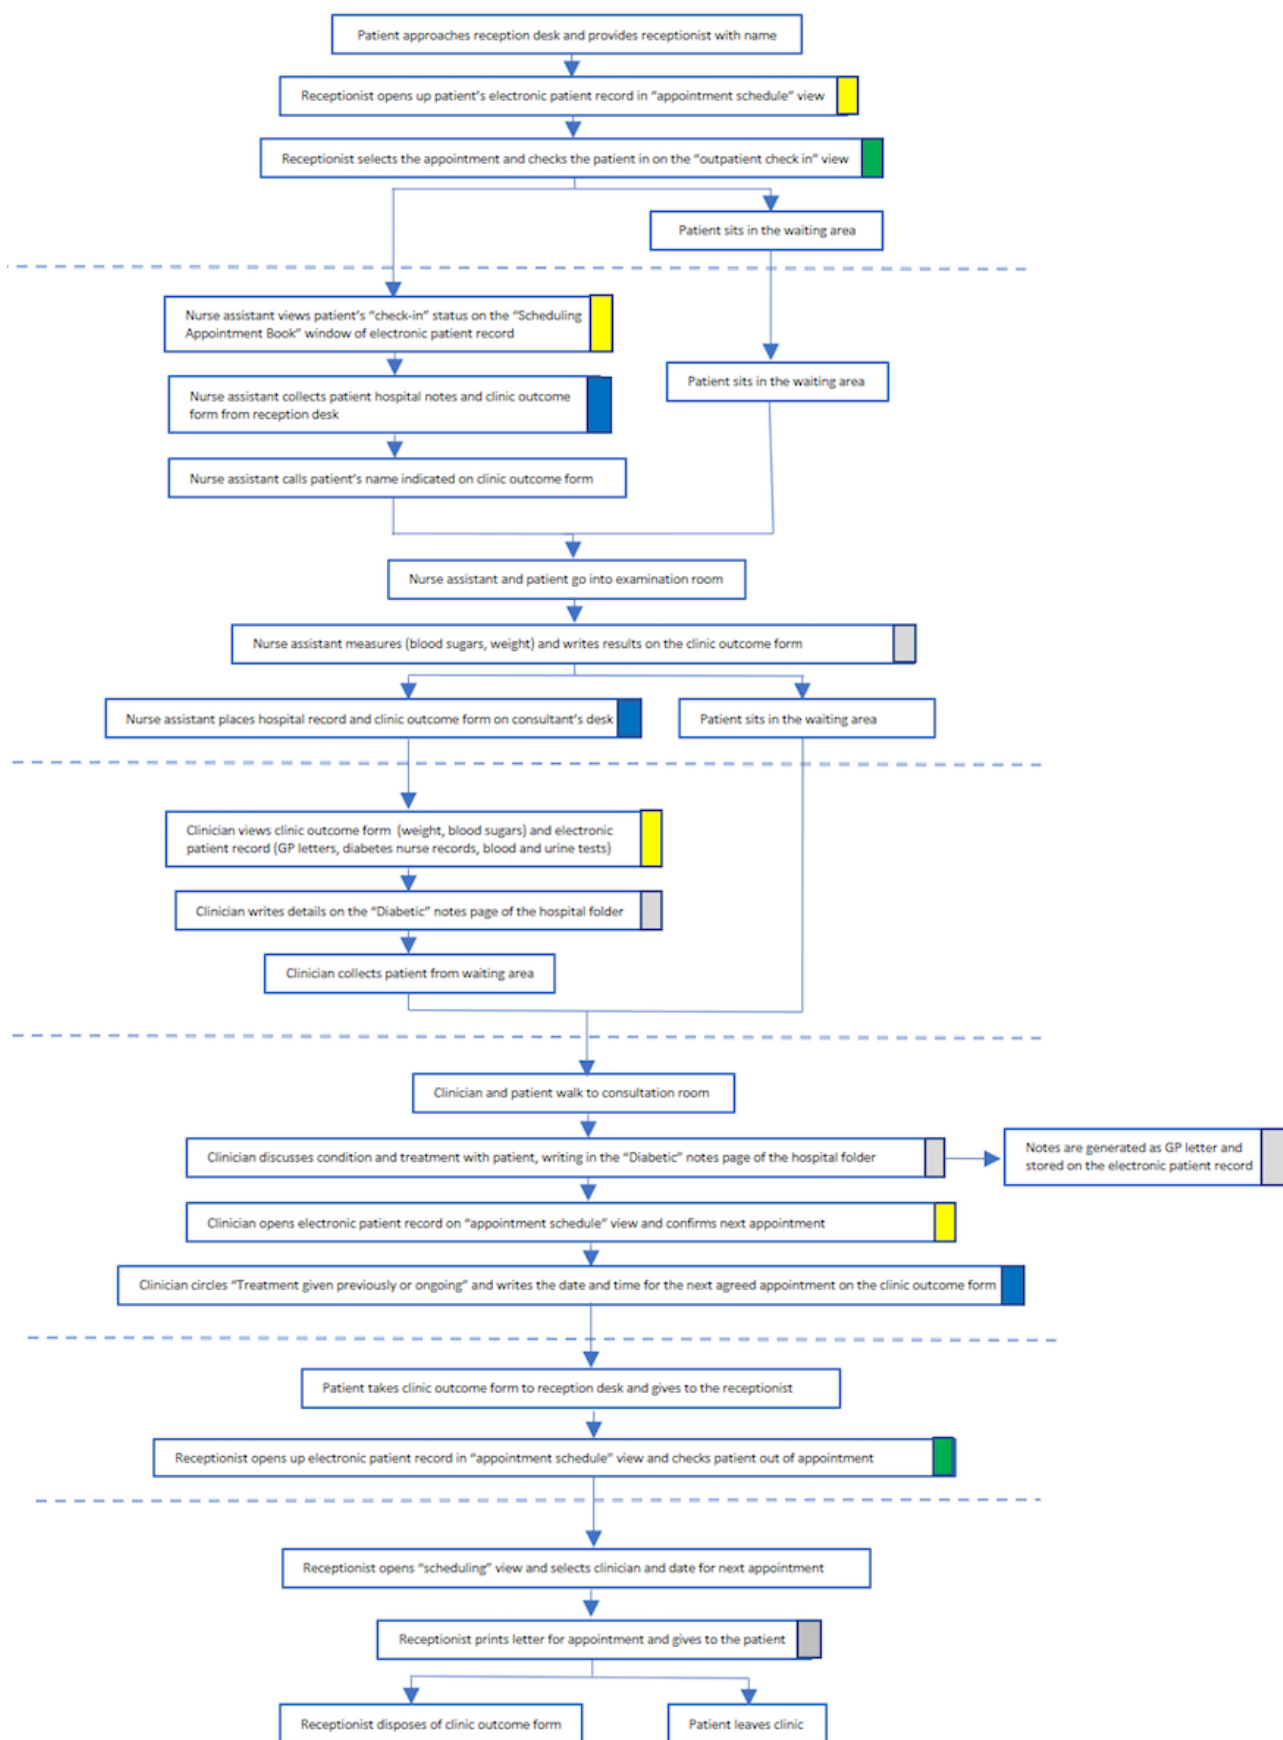 Patient approaches reception desk and provides receptionist with name
Receptionist opens up patient's electronic patient record in “appointment schedule” view
Receptionist selects the appointment and checks the patient in on the “outpatient check in” view
Patient sits in the waiting area
Nurse assistant views patient's “check-in” status on the “Scheduling
Appointment Book” window of electronic patient record
Nurse assistant collects patient hospital notes and clinic outcome
form from reception desk
Patient sits in the waiting area
Nurse assistant calls patient's name indicated on clinic outcome form
Nurse assistant and patient go into examination room
Nurse assistant measures (blood sugars, weight) and writes results on the clinic outcome form
Nurse assistant places hospital record and clinic outcome form on consultant's desk
Patient sits in the waiting area
Clinician views clinic outcome form (weight, blood sugars) and electronic
patient record (GP letters, diabetes nurse records, blood and urine tests)
Clinician writes details on the “Diabetic” notes page of the hospital folder
Clinician collects patient from waiting area
Clinician and patient walk to consultation room
Clinician discusses condition and treatment with patient, writing in the “Diabetic” notes page of the hospital folder
Notes are generated as GP letter and
stored on the electronic patient record
Clinician opens electronic patient record on “appointment schedule” view and confirms next appointment
Clinician circles “Treatment given previously or ongoing” and writes the date and time for the next agreed appointment on the clinic outcome form
Patient takes clinic outcome form to reception desk and gives to the receptionist
Receptionist opens up electronic patient record in “appointment schedule” view and checks patient out of appointment
Receptionist opens “scheduling” view and selects clinician and date for next appointment
Receptionist prints letter for appointment and gives to the patient
Receptionist disposes of clinic outcome form
Patient leaves clinic